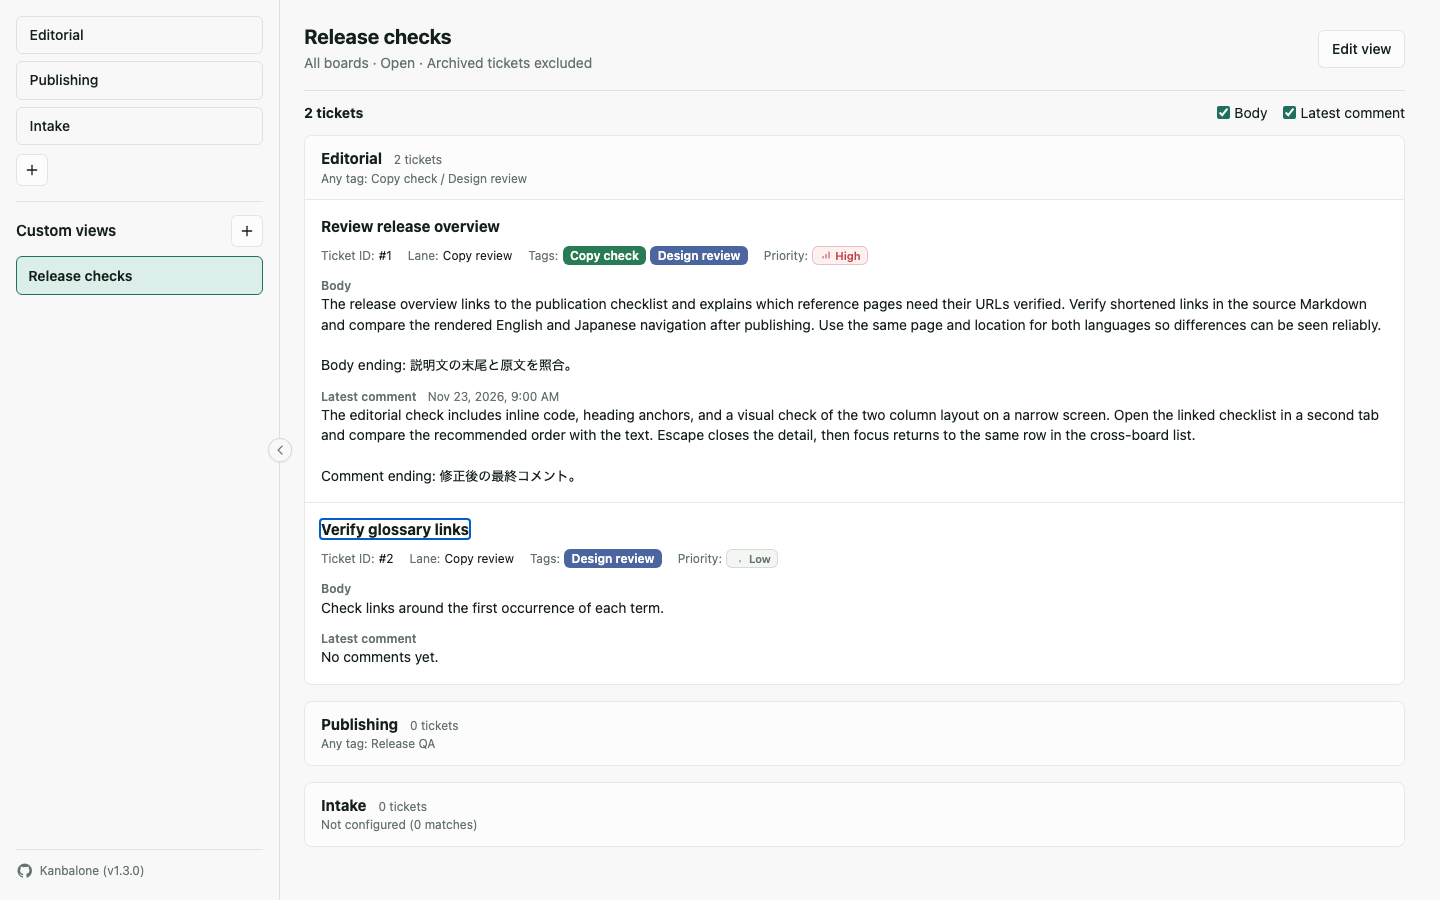 Editorial
Publishing
Intake
Custom views
Release checks
Kanbalone (v1.3.0)
Release checks
All boards · Open · Archived tickets excluded
Edit view
2 tickets
Body
Latest comment
Editorial 2 tickets
Any tag: Copy check / Design review
Review release overview
Ticket ID: #1 Lane: Copy review Tags: Copy check Design review Priority: High
Body
The release overview links to the publication checklist and explains which reference pages need their URLs verified. Verify shortened links in the source Markdown
and compare the rendered English and Japanese navigation after publishing. Use the same page and location for both languages so differences can be seen reliably.
Body ending: 説明文の末尾と原文を照合。
Latest comment Nov 23, 2026, 9:00 AM
The editorial check includes inline code, heading anchors, and a visual check of the two column layout on a narrow screen. Open the linked checklist in a second tab
and compare the recommended order with the text. Escape closes the detail, then focus returns to the same row in the cross-board list.
Comment ending: 修正後の最終コメント。
Verify glossary links
Ticket ID: #2 Lane: Copy review Tags: Design review Priority: Low
Body
Check links around the first occurrence of each term.
Latest comment
No comments yet.
Publishing 0 tickets
Any tag: Release QA
Intake 0 tickets
Not configured (0 matches)